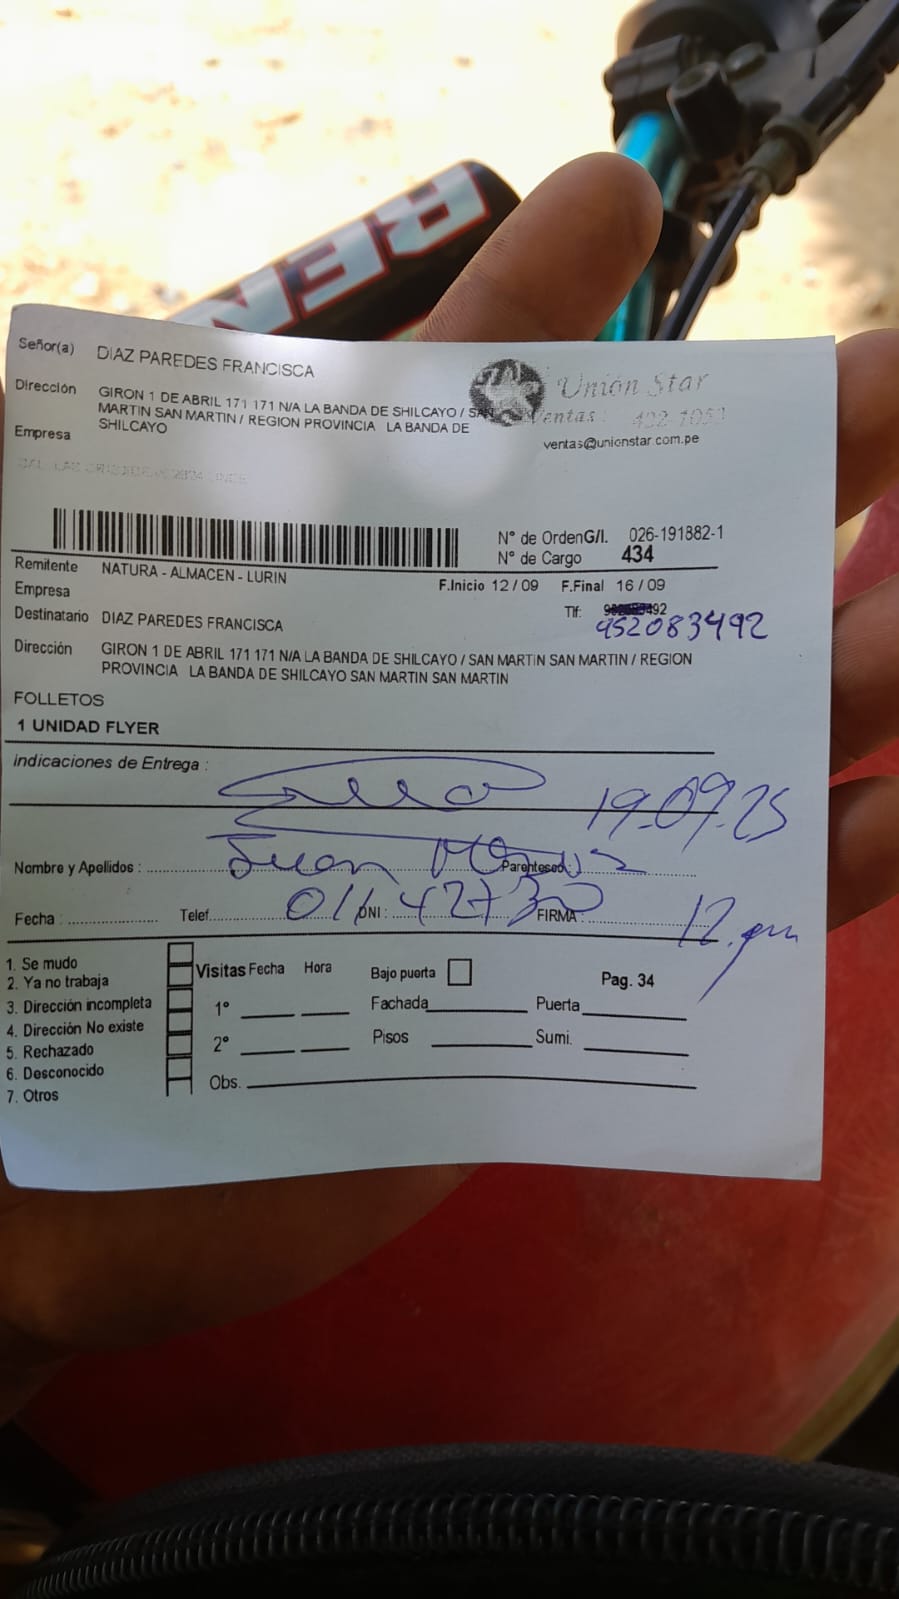 REN
Señor(a) DIAZ PAREDES FRANCISCA
Dirección GIRON 1 DE ABRIL 171 171 N/A LA BANDA DE SHILCAYO / SAN
MARTIN SAN MARTIN / REGION PROVINCIA LA BANDA DE
SHILCAYO
Empresa
Unión Star
Ventas: 422-1053
ventas@unionstar.com.pe
N° de OrdenG/I. 026-191882-1
N° de Cargo 434
Remitente NATURA - ALMACEN - LURIN
F.Inicio 12 / 09 F.Final 16 / 09
Empresa
Tlf: 492
952083492
Destinatario DIAZ PAREDES FRANCISCA
Dirección GIRON 1 DE ABRIL 171 171 N/A LA BANDA DE SHILCAYO / SAN MARTIN SAN MARTIN / REGION
PROVINCIA LA BANDA DE SHILCAYO SAN MARTIN SAN MARTIN
FOLLETOS
1 UNIDAD FLYER
Indicaciones de Entrega :
19.09.25
Nombre y Apellidos : Juan Parentesco:
Fecha : Telef. DNI : FIRMA:
12.pm
1. Se mudo
2. Ya no trabaja
3. Dirección incompleta
4. Dirección No existe
5. Rechazado
6. Desconocido
7. Otros
Visitas Fecha Hora Bajo puerta Pag. 34
1° Fachada Puerta
2° Pisos Sumi.
Obs.